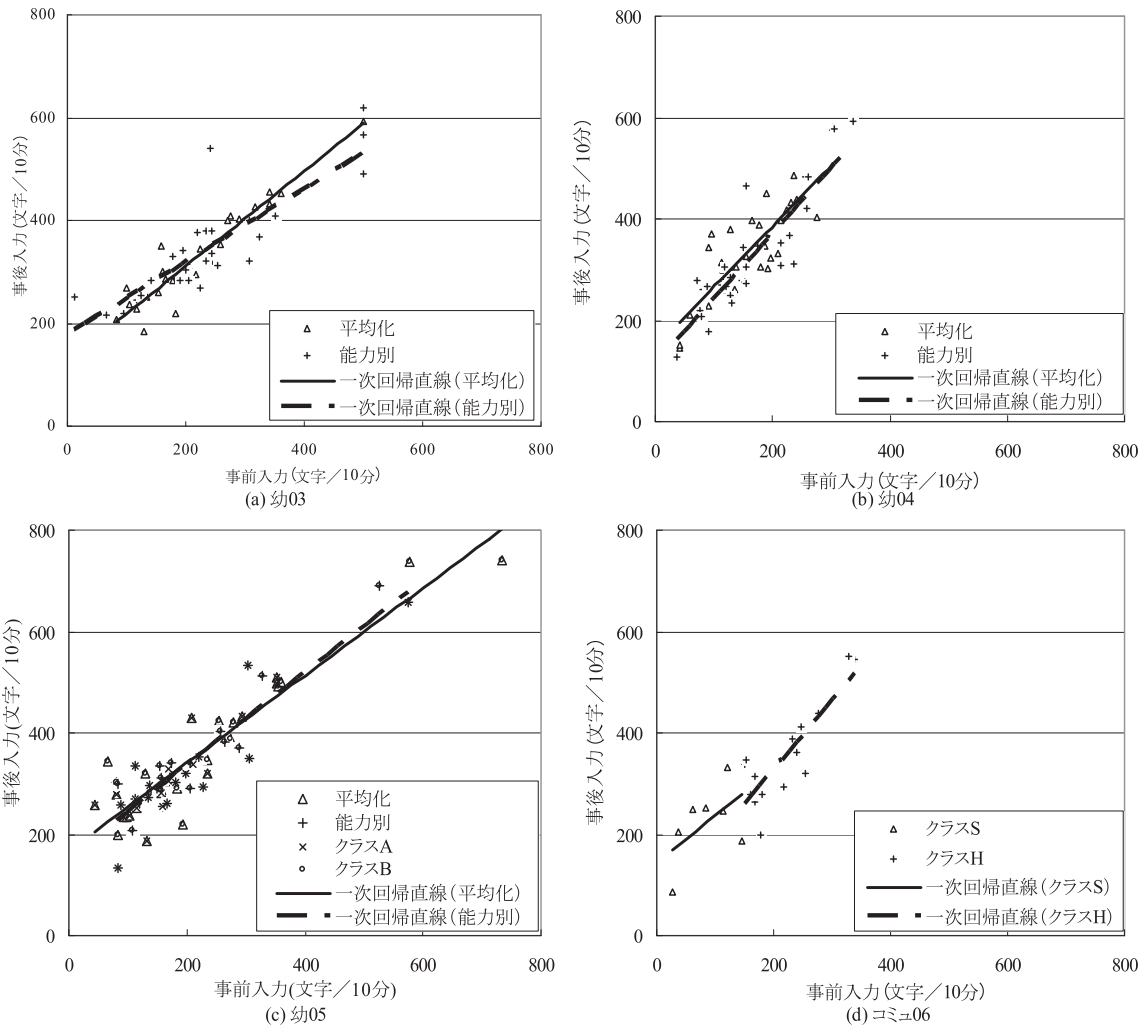 800
600
400
200
0
事後入力(文字／10分)
平均化
能力別
一次回帰直線(平均化)
一次回帰直線(能力別)
0 200 400 600 800
事前入力(文字／10分)
(a) 幼03
800
600
400
200
0
事後入力(文字／10分)
平均化
能力別
一次回帰直線(平均化)
一次回帰直線(能力別)
0 200 400 600 800
事前入力(文字／10分)
(b) 幼04
800
600
400
200
0
事後入力(文字／10分)
平均化
能力別
クラスA
クラスB
一次回帰直線(平均化)
一次回帰直線(能力別)
0 200 400 600 800
事前入力(文字／10分)
(c) 幼05
800
600
400
200
0
事後入力(文字／10分)
クラスS
クラスH
一次回帰直線(クラスS)
一次回帰直線(クラスH)
0 200 400 600 800
事前入力(文字／10分)
(d) コミュ06